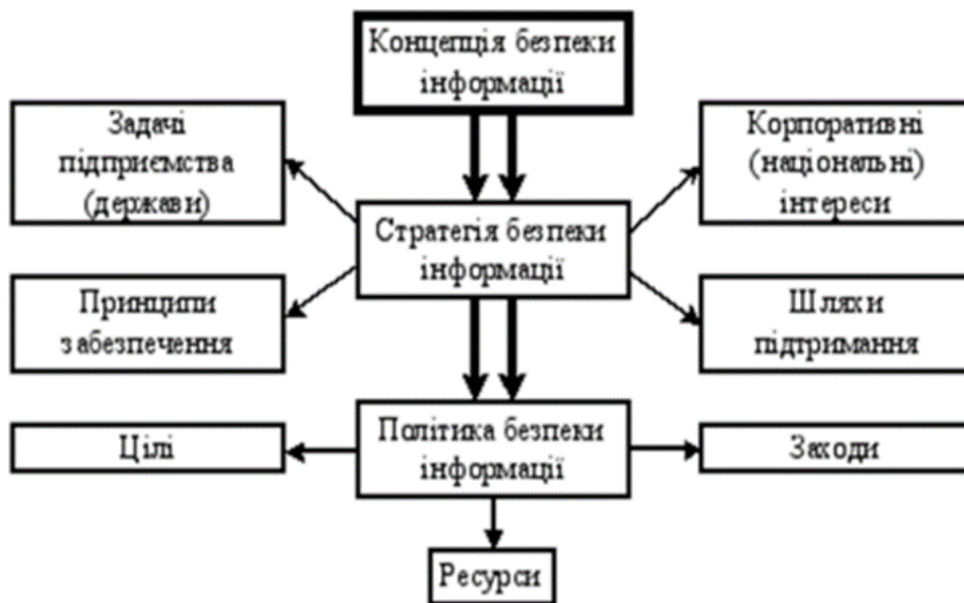 Концепція безпеки
інформації
Задачі
підприємства
(держави)
Корпоративні
(національні)
інтереси
Стратегія безпеки
інформації
Принципи
забезпечення
Шляхи
підтримання
Політика безпеки
інформації
Цілі
Заходи
Ресурси